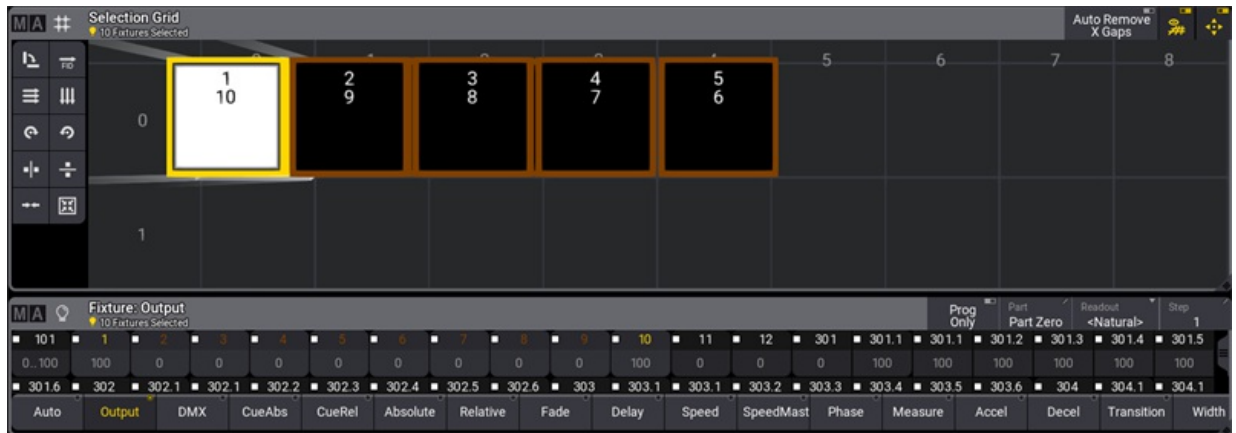 MA Selection Grid Auto Remove X Gaps
10 Fixtures Selected
FID
5 6 7 8
0
1 2 3 4 5
10 9 8 7 6
1
MA Fixture: Output Prog Only Part Part Zero Readout <Natural> Step 1
10 Fixtures Selected
101 1 2 3 4 5 6 7 8 9 10 11 12 301 301.1 301.1 301.2 301.3 301.4 301.5
0..100 100 0 0 0 0 0 0 0 0 100 0 0 0 100 100 100 100 100 100
301.6 302 302.1 302.1 302.2 302.3 302.4 302.5 302.6 303 303.1 303.1 303.2 303.3 303.4 303.5 303.6 304 304.1 304.1
Auto Output DMX CueAbs CueRel Absolute Relative Fade Delay Speed SpeedMast Phase Measure Accel Decel Transition Width